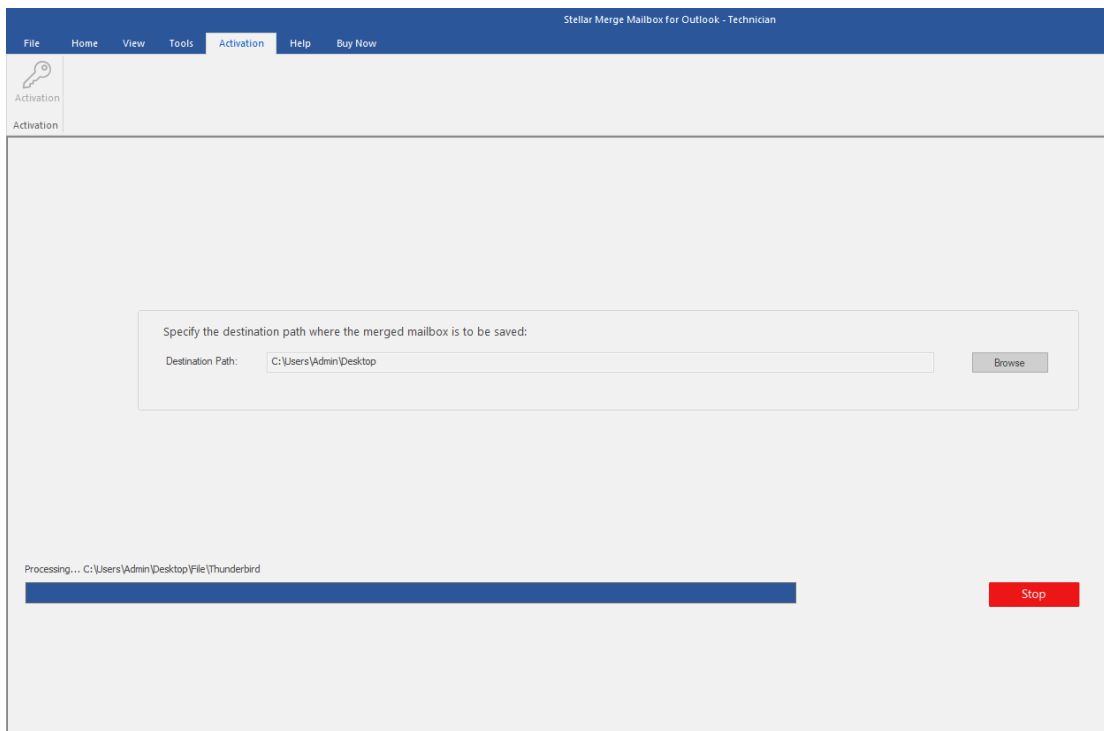 Stellar Merge Mailbox for Outlook - Technician
File Home View Tools Activation Help Buy Now
Activation
Activation
Specify the destination path where the merged mailbox is to be saved:
Destination Path: C:\Users\Admin\Desktop Browse
Processing... C:\Users\Admin\Desktop\File\Thunderbird
Stop